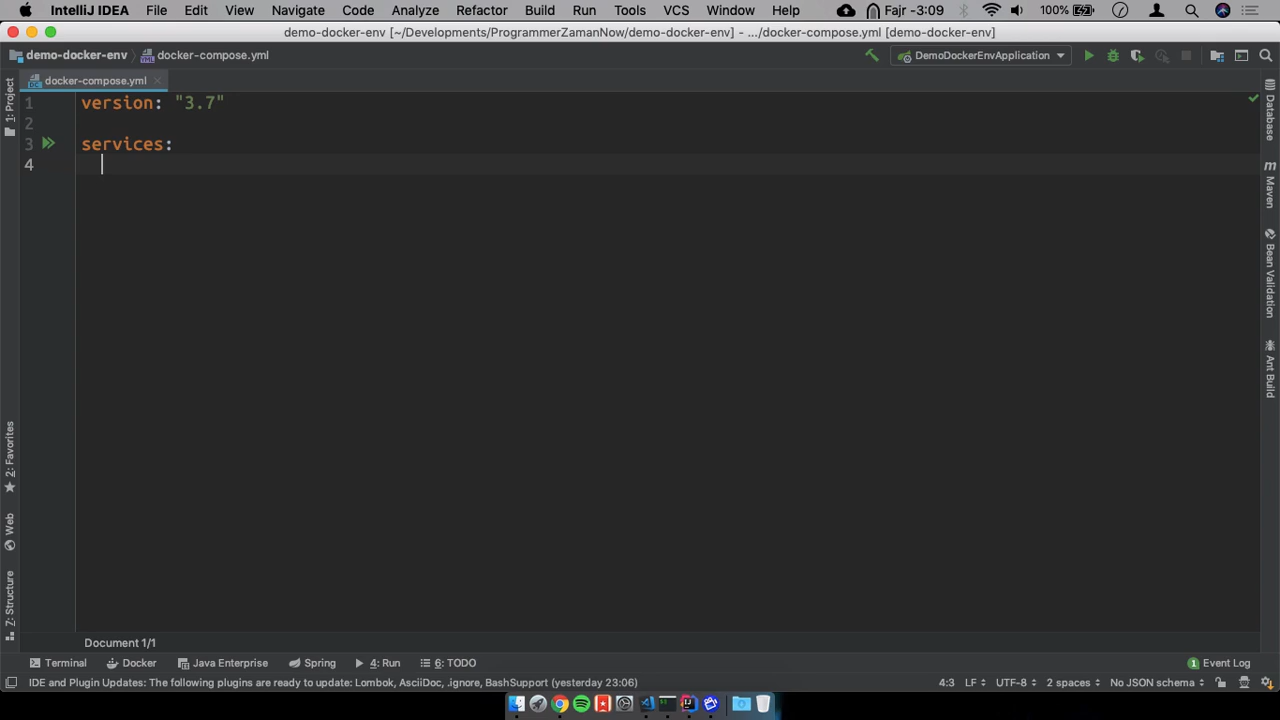 IntelliJ IDEA File Edit View Navigate Code Analyze Refactor Build Run Tools VCS Window Help Fajr -3:09 100%
demo-docker-env [~/Developments/ProgrammerZamanNow/demo-docker-env] - .../docker-compose.yml [demo-docker-env]
demo-docker-env docker-compose.yml DemoDockerEnvApplication
docker-compose.yml
1 version: "3.7"
2
3 services:
4
1: Project
2: Favorites
Web
Z: Structure
Database
m Maven
Bean Validation
Ant Build
Document 1/1
Terminal Docker Java Enterprise Spring 4: Run 6: TODO 1 Event Log
IDE and Plugin Updates: The following plugins are ready to update: Lombok, AsciiDoc, .ignore, BashSupport (yesterday 23:06) 4:3 LF UTF-8 2 spaces No JSON schema